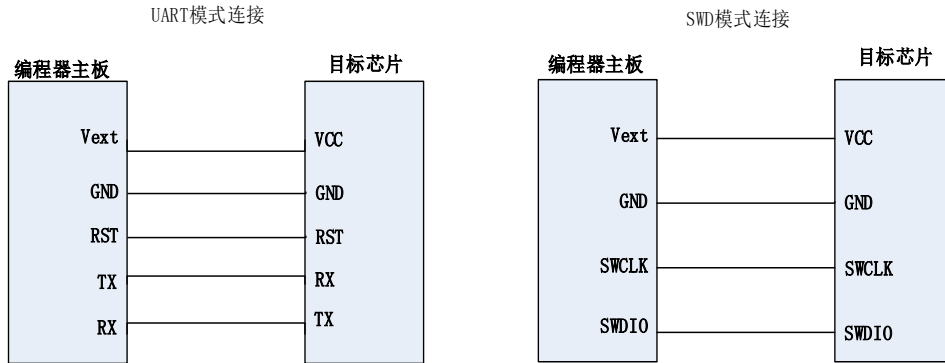 UART模式连接
编程器主板
目标芯片
Vext
VCC
GND
GND
RST
RST
TX
RX
RX
TX
SWD模式连接
编程器主板
目标芯片
Vext
VCC
GND
GND
SWCLK
SWCLK
SWDIO
SWDIO